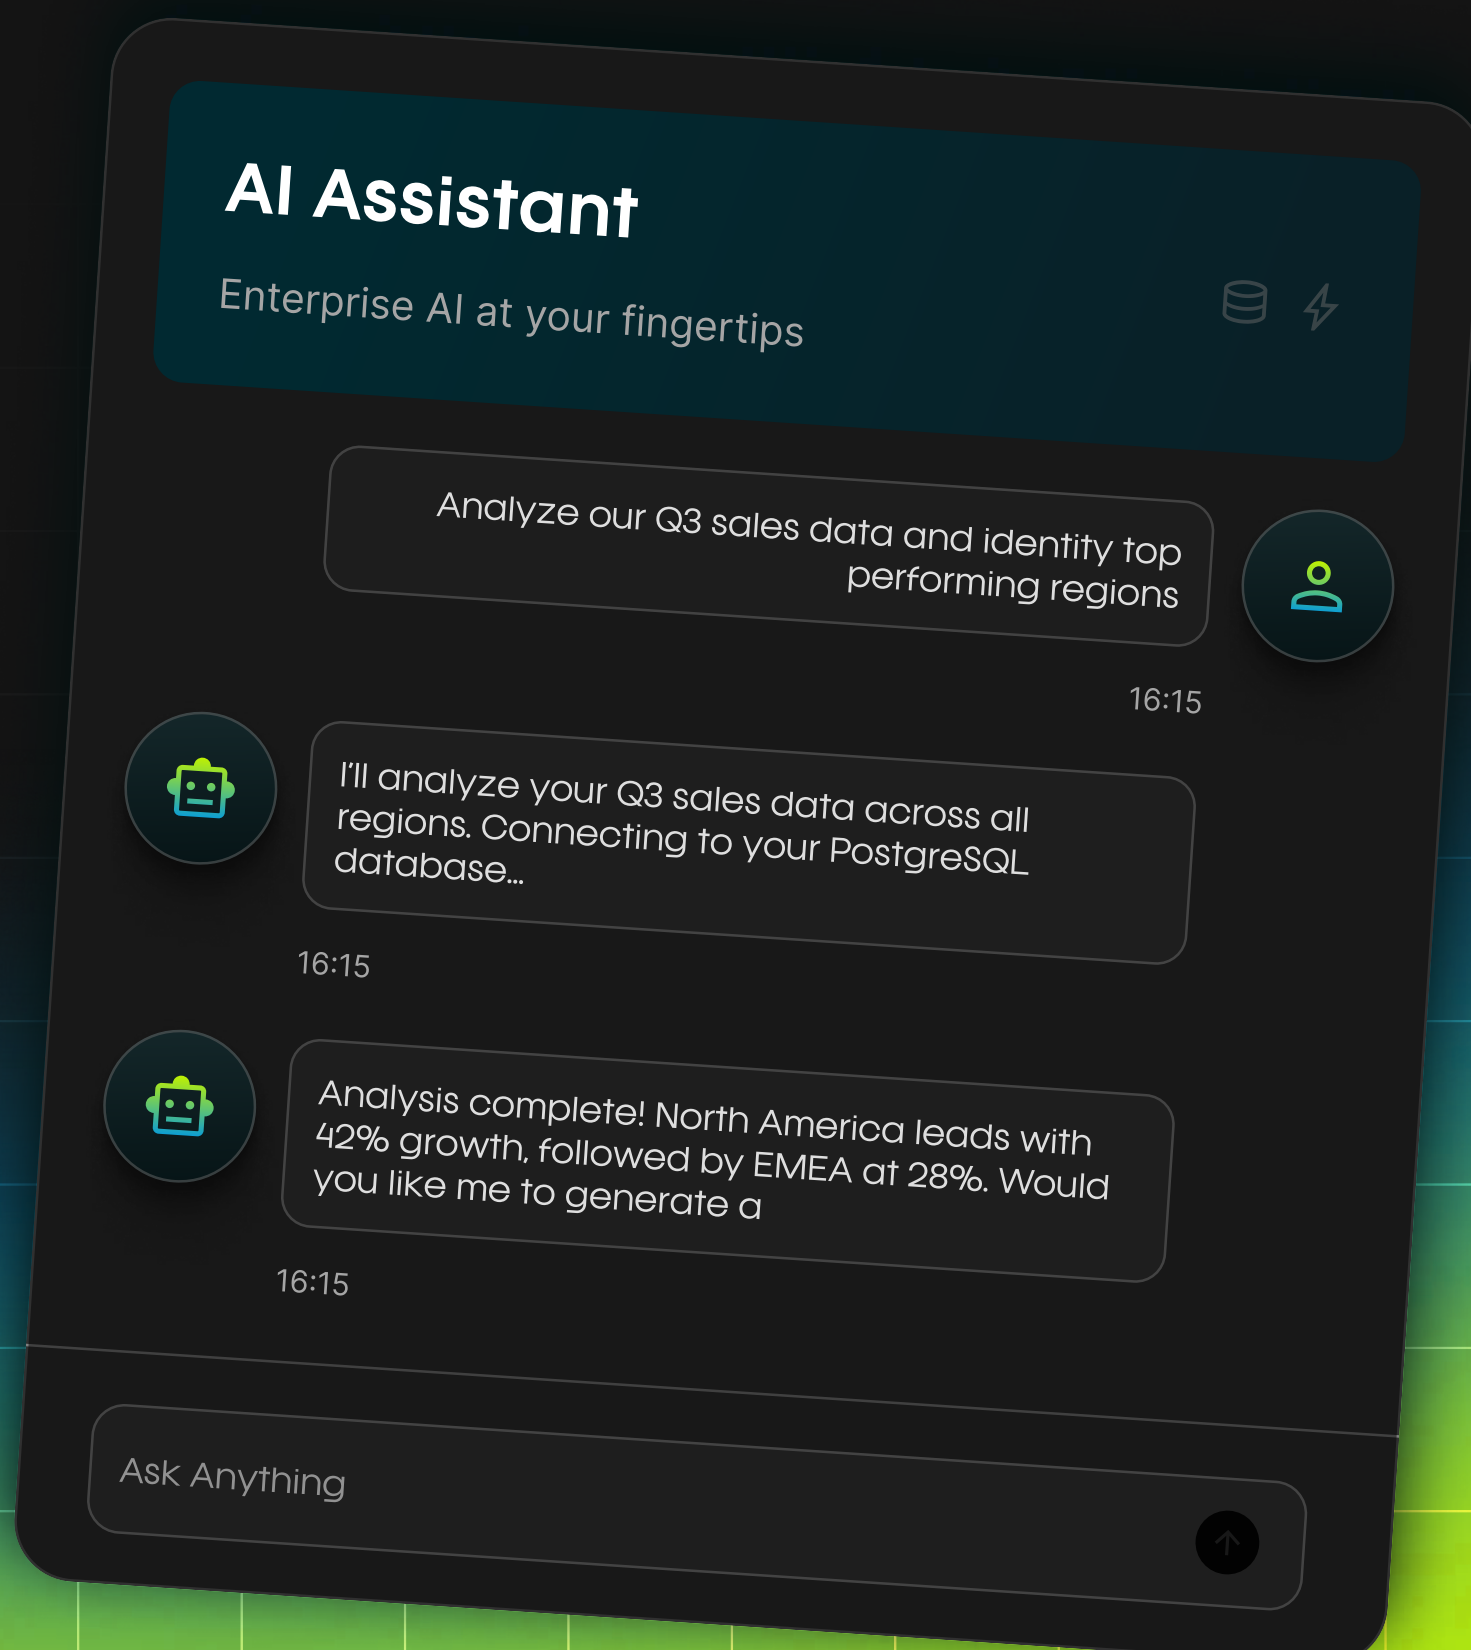 AI Assistant
Enterprise AI at your fingertips
Analyze our Q3 sales data and identity top
performing regions
16:15
I'll analyze your Q3 sales data across all
regions. Connecting to your PostgreSQL
database...
16:15
Analysis complete! North America leads with
42% growth, followed by EMEA at 28%. Would
you like me to generate a
16:15
Ask Anything